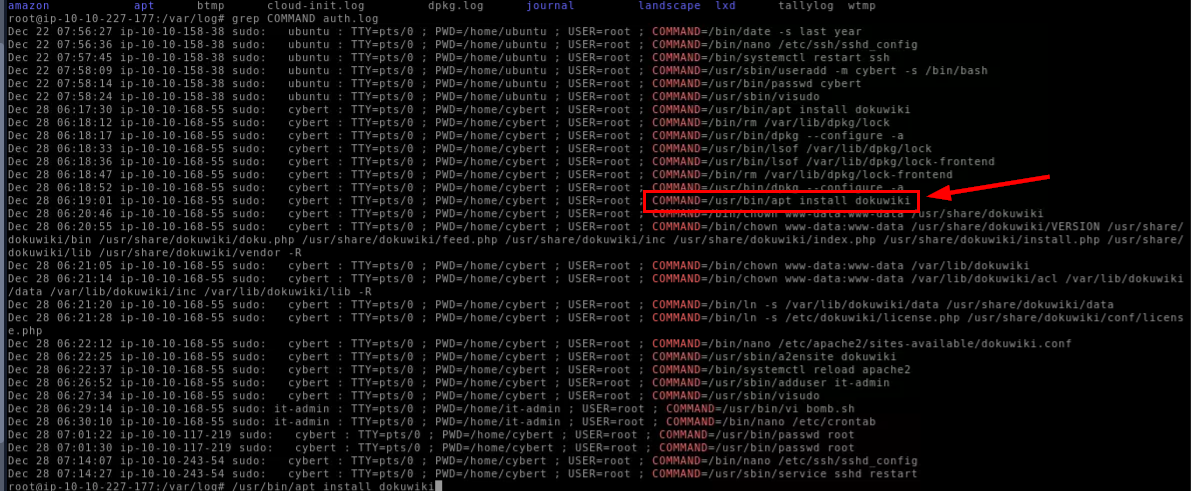 amazon apt btmp cloud-init.log dpkg.log journal landscape lxd tallylog wtmp
root@ip-10-10-227-177:/var/log# grep COMMAND auth.log
Dec 22 07:56:27 ip-10-10-158-38 sudo: ubuntu : TTY=pts/0 ; PWD=/home/ubuntu ; USER=root ; COMMAND=/bin/date -s last year
Dec 22 07:56:36 ip-10-10-158-38 sudo: ubuntu : TTY=pts/0 ; PWD=/home/ubuntu ; USER=root ; COMMAND=/bin/nano /etc/ssh/sshd_config
Dec 22 07:57:45 ip-10-10-158-38 sudo: ubuntu : TTY=pts/0 ; PWD=/home/ubuntu ; USER=root ; COMMAND=/bin/systemctl restart ssh
Dec 22 07:58:09 ip-10-10-158-38 sudo: ubuntu : TTY=pts/0 ; PWD=/home/ubuntu ; USER=root ; COMMAND=/usr/sbin/useradd -m cybert -s /bin/bash
Dec 22 07:58:14 ip-10-10-158-38 sudo: ubuntu : TTY=pts/0 ; PWD=/home/ubuntu ; USER=root ; COMMAND=/usr/bin/passwd cybert
Dec 22 07:58:24 ip-10-10-158-38 sudo: ubuntu : TTY=pts/0 ; PWD=/home/ubuntu ; USER=root ; COMMAND=/usr/sbin/visudo
Dec 28 06:17:30 ip-10-10-168-55 sudo: cybert : TTY=pts/0 ; PWD=/home/cybert ; USER=root ; COMMAND=/usr/bin/apt install dokuwiki
Dec 28 06:18:12 ip-10-10-168-55 sudo: cybert : TTY=pts/0 ; PWD=/home/cybert ; USER=root ; COMMAND=/bin/rm /var/lib/dpkg/lock
Dec 28 06:18:17 ip-10-10-168-55 sudo: cybert : TTY=pts/0 ; PWD=/home/cybert ; USER=root ; COMMAND=/usr/bin/dpkg --configure -a
Dec 28 06:18:33 ip-10-10-168-55 sudo: cybert : TTY=pts/0 ; PWD=/home/cybert ; USER=root ; COMMAND=/usr/bin/lsof /var/lib/dpkg/lock
Dec 28 06:18:36 ip-10-10-168-55 sudo: cybert : TTY=pts/0 ; PWD=/home/cybert ; USER=root ; COMMAND=/usr/bin/lsof /var/lib/dpkg/lock-frontend
Dec 28 06:18:47 ip-10-10-168-55 sudo: cybert : TTY=pts/0 ; PWD=/home/cybert ; USER=root ; COMMAND=/bin/rm /var/lib/dpkg/lock-frontend
Dec 28 06:18:52 ip-10-10-168-55 sudo: cybert : TTY=pts/0 ; PWD=/home/cybert ; USER=root ; COMMAND=/usr/bin/dpkg --configure -a
Dec 28 06:19:01 ip-10-10-168-55 sudo: cybert : TTY=pts/0 ; PWD=/home/cybert ; USER=root ; COMMAND=/usr/bin/apt install dokuwiki
Dec 28 06:20:46 ip-10-10-168-55 sudo: cybert : TTY=pts/0 ; PWD=/home/cybert ; USER=root ; COMMAND=/bin/chown www-data:www-data /usr/share/dokuwiki
Dec 28 06:20:55 ip-10-10-168-55 sudo: cybert : TTY=pts/0 ; PWD=/home/cybert ; USER=root ; COMMAND=/bin/chown www-data:www-data /usr/share/dokuwiki/VERSION /usr/share/
dokuwiki/bin /usr/share/dokuwiki/doku.php /usr/share/dokuwiki/feed.php /usr/share/dokuwiki/inc /usr/share/dokuwiki/index.php /usr/share/dokuwiki/install.php /usr/share/
dokuwiki/lib /usr/share/dokuwiki/vendor -R
Dec 28 06:21:05 ip-10-10-168-55 sudo: cybert : TTY=pts/0 ; PWD=/home/cybert ; USER=root ; COMMAND=/bin/chown www-data:www-data /var/lib/dokuwiki
Dec 28 06:21:14 ip-10-10-168-55 sudo: cybert : TTY=pts/0 ; PWD=/home/cybert ; USER=root ; COMMAND=/bin/chown www-data:www-data /var/lib/dokuwiki/acl /var/lib/dokuwiki
/data /var/lib/dokuwiki/inc /var/lib/dokuwiki/lib -R
Dec 28 06:21:20 ip-10-10-168-55 sudo: cybert : TTY=pts/0 ; PWD=/home/cybert ; USER=root ; COMMAND=/bin/ln -s /var/lib/dokuwiki/data /usr/share/dokuwiki/data
Dec 28 06:21:28 ip-10-10-168-55 sudo: cybert : TTY=pts/0 ; PWD=/home/cybert ; USER=root ; COMMAND=/bin/ln -s /etc/dokuwiki/license.php /usr/share/dokuwiki/conf/licens
e.php
Dec 28 06:22:12 ip-10-10-168-55 sudo: cybert : TTY=pts/0 ; PWD=/home/cybert ; USER=root ; COMMAND=/bin/nano /etc/apache2/sites-available/dokuwiki.conf
Dec 28 06:22:25 ip-10-10-168-55 sudo: cybert : TTY=pts/0 ; PWD=/home/cybert ; USER=root ; COMMAND=/usr/sbin/a2ensite dokuwiki
Dec 28 06:22:37 ip-10-10-168-55 sudo: cybert : TTY=pts/0 ; PWD=/home/cybert ; USER=root ; COMMAND=/bin/systemctl reload apache2
Dec 28 06:26:52 ip-10-10-168-55 sudo: cybert : TTY=pts/0 ; PWD=/home/cybert ; USER=root ; COMMAND=/usr/sbin/adduser it-admin
Dec 28 06:27:34 ip-10-10-168-55 sudo: cybert : TTY=pts/0 ; PWD=/home/cybert ; USER=root ; COMMAND=/usr/sbin/visudo
Dec 28 06:29:14 ip-10-10-168-55 sudo: it-admin : TTY=pts/0 ; PWD=/home/it-admin ; USER=root ; COMMAND=/usr/bin/vi bomb.sh
Dec 28 06:30:10 ip-10-10-168-55 sudo: it-admin : TTY=pts/0 ; PWD=/home/it-admin ; USER=root ; COMMAND=/bin/nano /etc/crontab
Dec 28 07:01:22 ip-10-10-117-219 sudo: cybert : TTY=pts/0 ; PWD=/home/cybert ; USER=root ; COMMAND=/usr/bin/passwd root
Dec 28 07:01:30 ip-10-10-117-219 sudo: cybert : TTY=pts/0 ; PWD=/home/cybert ; USER=root ; COMMAND=/usr/bin/passwd root
Dec 28 07:14:07 ip-10-10-243-54 sudo: cybert : TTY=pts/0 ; PWD=/home/cybert ; USER=root ; COMMAND=/bin/nano /etc/ssh/sshd_config
Dec 28 07:14:27 ip-10-10-243-54 sudo: cybert : TTY=pts/0 ; PWD=/home/cybert ; USER=root ; COMMAND=/usr/sbin/service sshd restart
root@ip-10-10-227-177:/var/log# /usr/bin/apt install dokuwiki